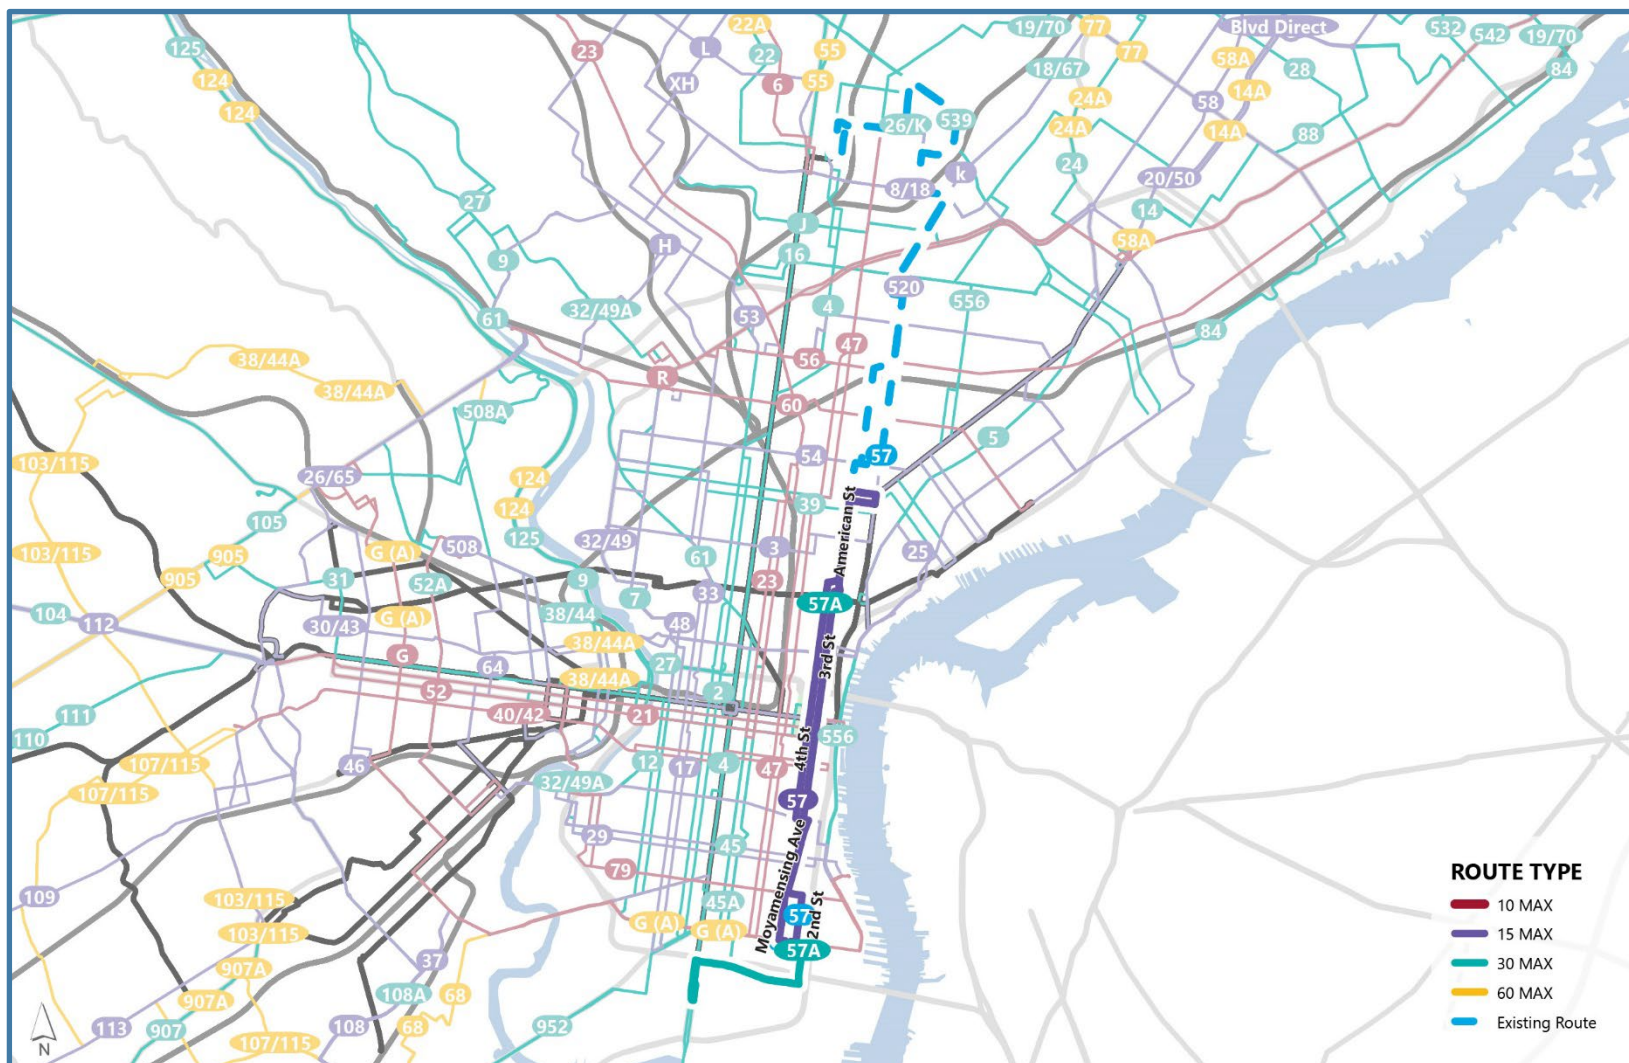 22A
19/70
77
Blvd Direct
532
542
19/70
125
23
L
22
55
77
58A
28
84
124
XH
6
55
18/67
58
14A
124
24A
26/K
539
24A
14A
88
24
27
8/18
k
20/50
14
J
58A
9
H
16
520
556
61
32/49A
53
4
84
38/44A
56
47
R
38/44A
60
508A
5
103/115
54
57
26/65
124
39
124
American St
105
103/115
G (A)
508
125
32/49
3
25
905
905
31
52A
9
61
23
7
33
57A
104
112
30/43
G (A)
38/44
38/44A
48
G
64
27
3rd St
38/44A
52
2
111
40/42
21
110
556
4th St
107/115
46
12
17
4
47
32/49A
107/115
57
29
45
Moyamensing Ave
79
109
103/115
45A
2nd St
57
G (A)
G (A)
103/115
57A
37
907A
108A
68
907A
907
113
108
68
952
107/115
N
ROUTE TYPE
10 MAX
15 MAX
30 MAX
60 MAX
Existing Route